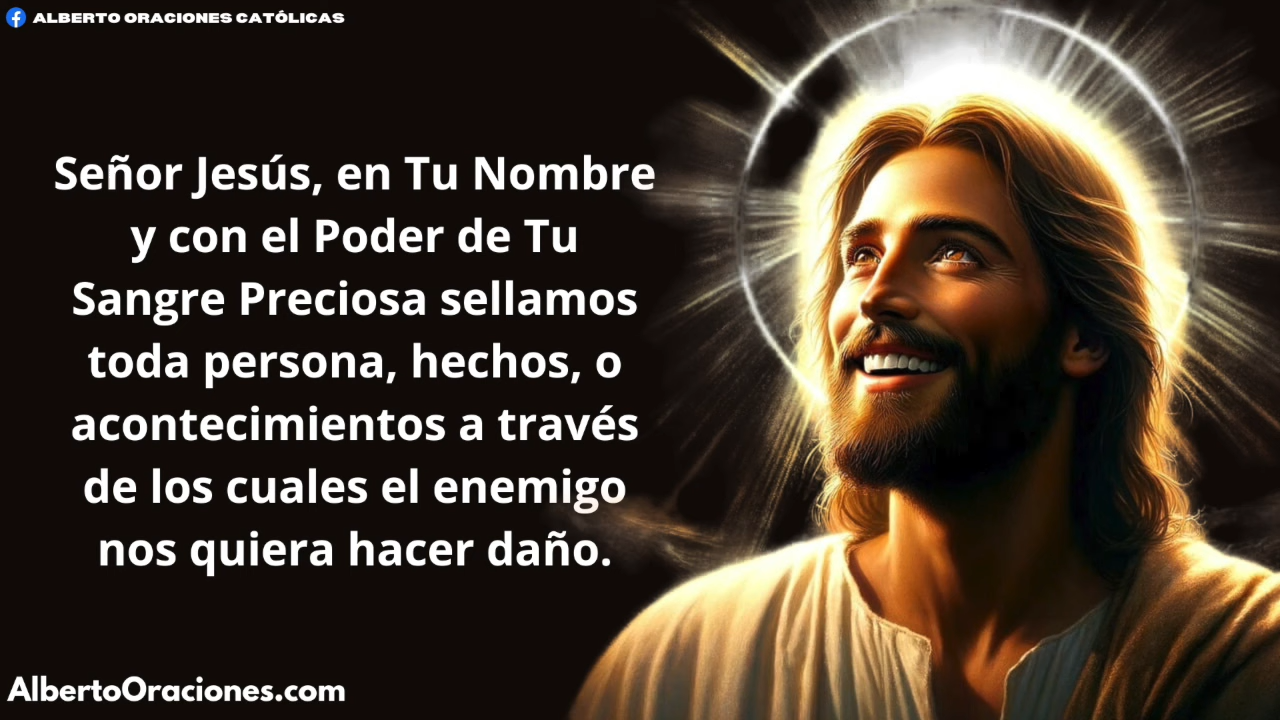 ALBERTO ORACIONES CATÓLICAS
Señor Jesús, en Tu Nombre
y con el Poder de Tu
Sangre Preciosa sellamos
toda persona, hechos, o
acontecimientos a través
de los cuales el enemigo
nos quiera hacer daño.
AlbertoOraciones.com